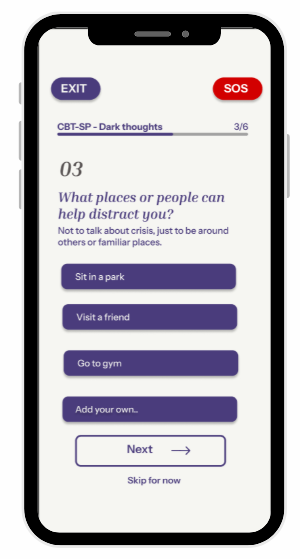 EXIT
SOS
CBT-SP - Dark thoughts
3/6
03
What places or people can
help distract you?
Not to talk about crisis, just to be around
others or familiar places.
Sit in a park
Visit a friend
Go to gym
Add your own..
Next
Skip for now